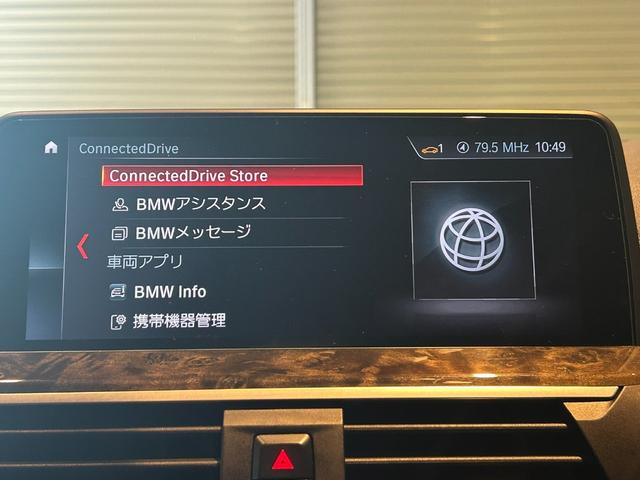 ConnectedDrive
1 79.5 MHz 10:49
ConnectedDrive Store
BMWアシスタンス
BMWメッセージ
車両アプリ
BMW Info
携帯機器管理